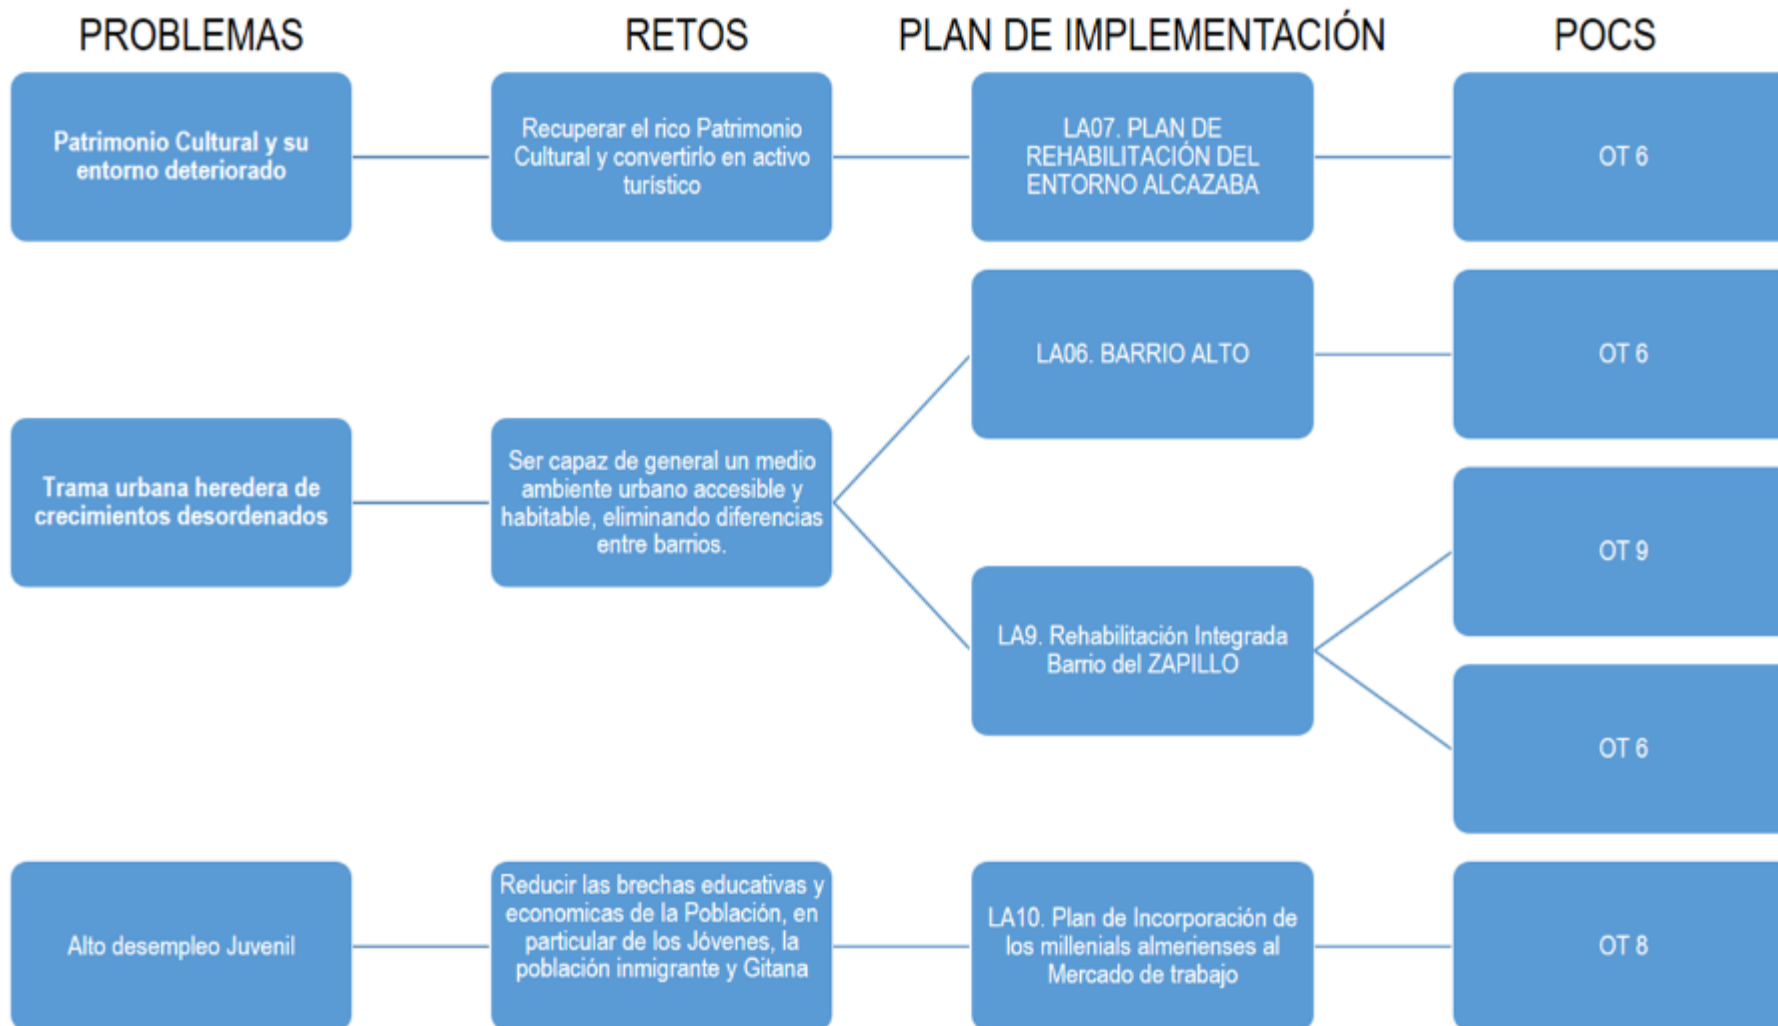 PROBLEMAS
RETOS
PLAN DE IMPLEMENTACIÓN
POCS
Patrimonio Cultural y su
entorno deteriorado
Recuperar el rico Patrimonio
Cultural y convertirlo en activo
turístico
LA07. PLAN DE
REHABILITACIÓN DEL
ENTORNO ALCAZABA
OT 6
Trama urbana heredera de
crecimientos desordenados
Ser capaz de general un medio
ambiente urbano accesible y
habitable, eliminando diferencias
entre barrios.
LA06. BARRIO ALTO
OT 6
LA9. Rehabilitación Integrada
Barrio del ZAPILLO
OT 9
OT 6
Alto desempleo Juvenil
Reducir las brechas educativas y
economicas de la Población, en
particular de los Jóvenes, la
población inmigrante y Gitana
LA10. Plan de Incorporación de
los millenials almerienses al
Mercado de trabajo
OT 8